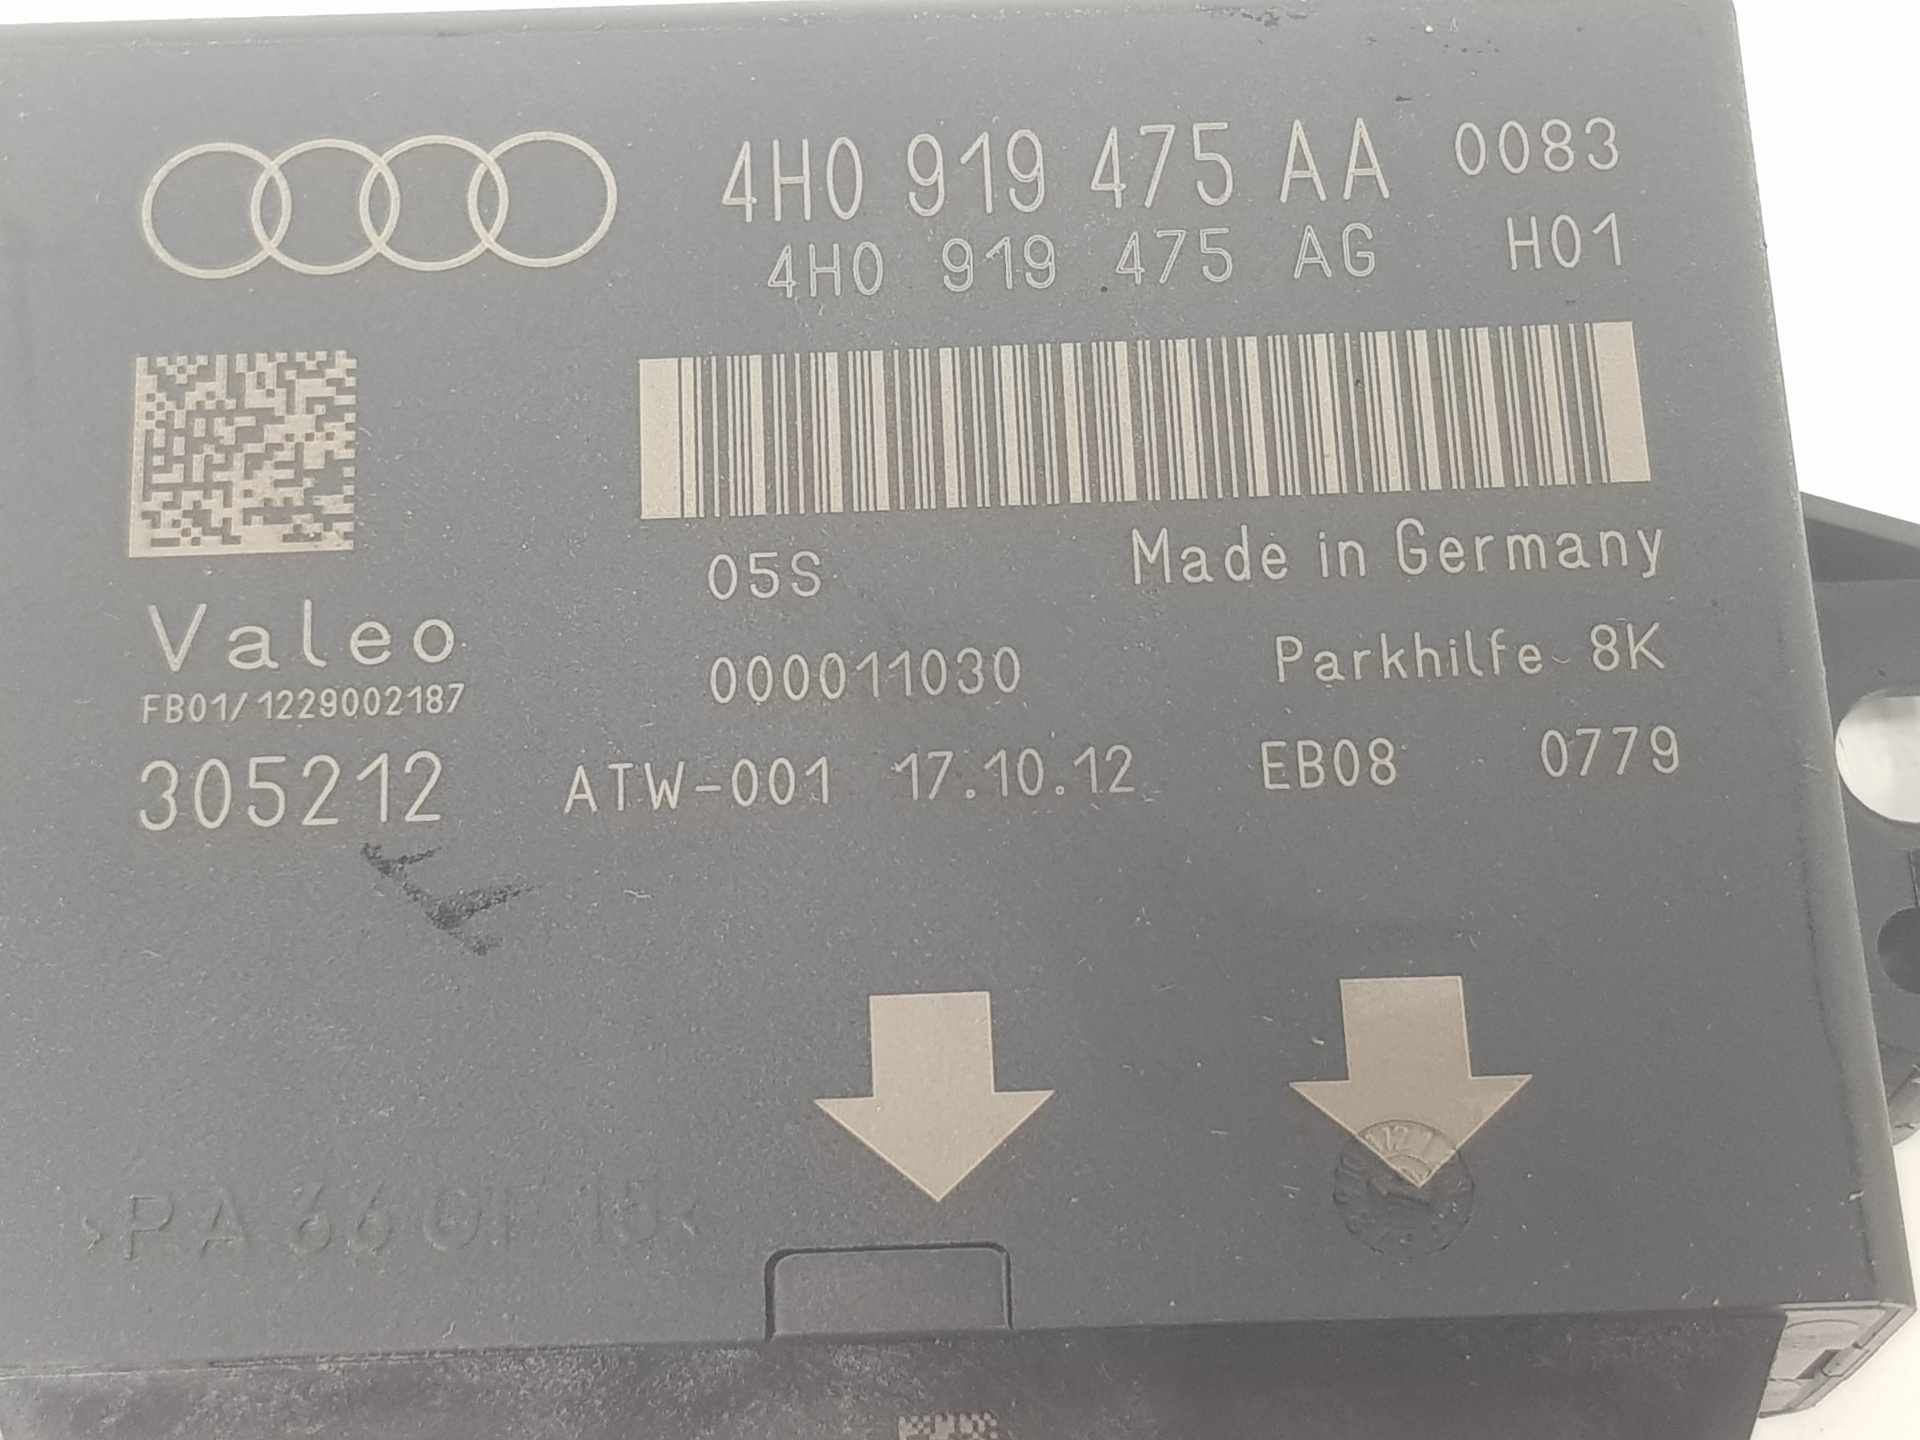 4H0 919 475 AA 0083
4H0 919 475 AG H01
05S Made in Germany
Valeo
FB01/1229002187
000011030 Parkhilfe 8K
305212 ATW-001 17.10.12 EB08 0779
12